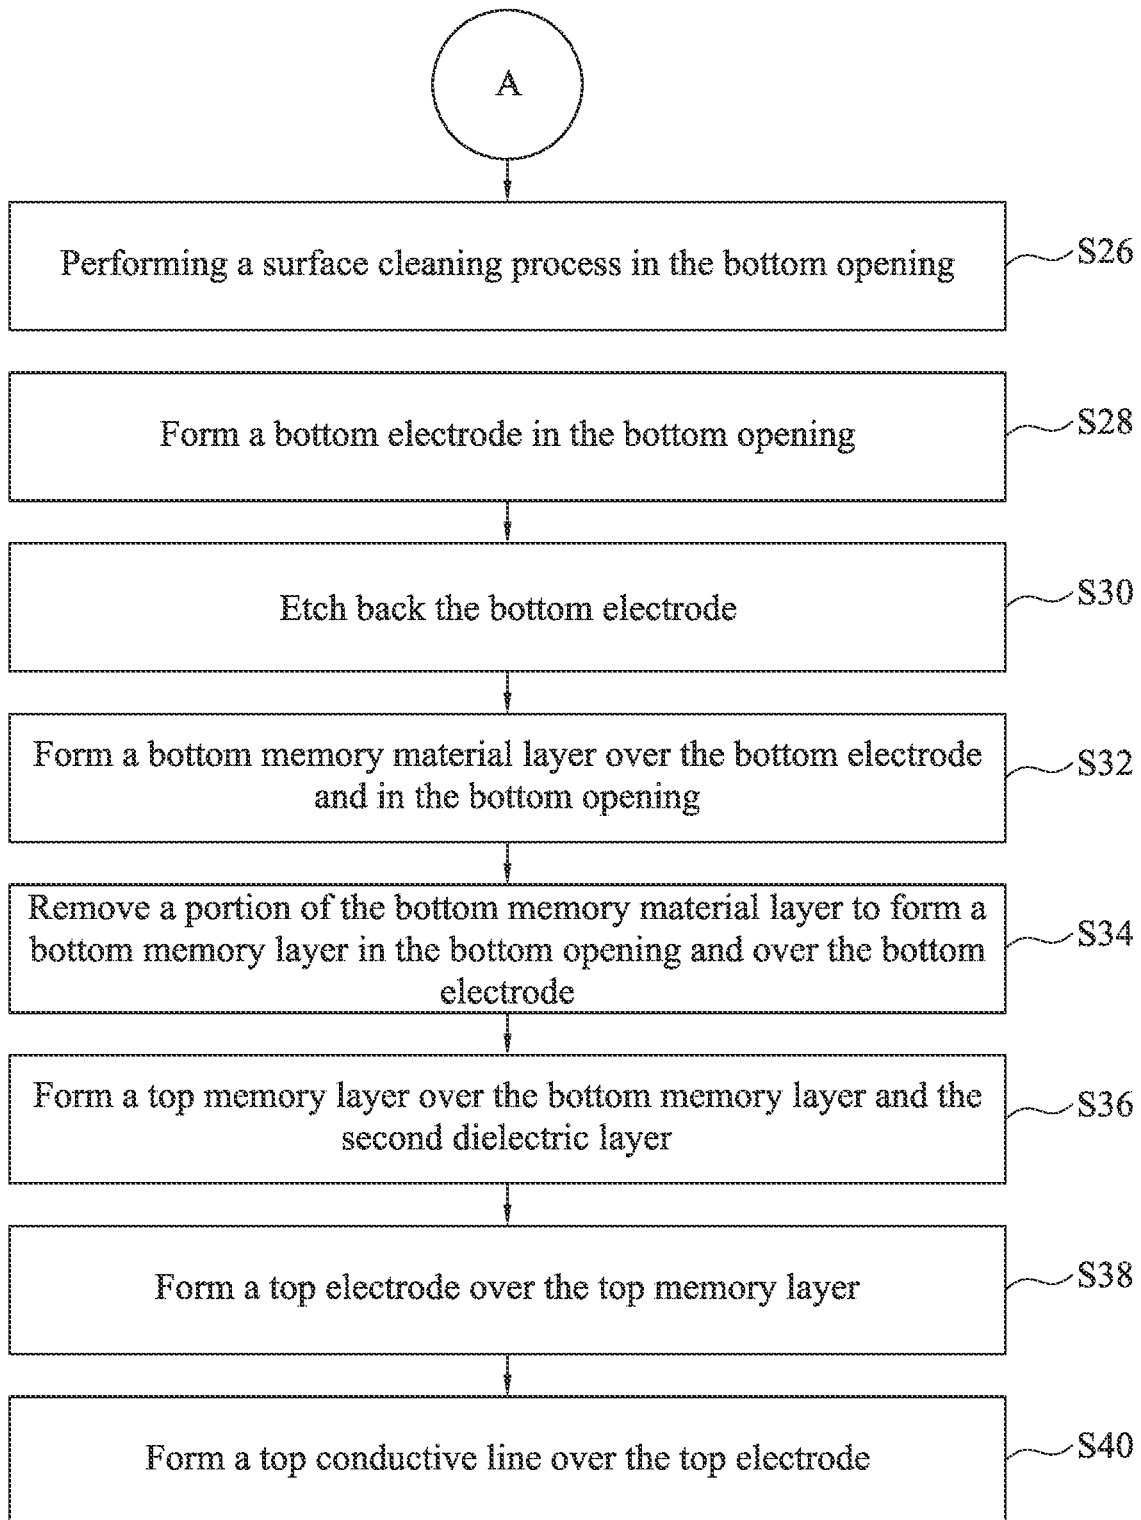 A
Performing a surface cleaning process in the bottom opening
S26
Form a bottom electrode in the bottom opening
S28
Etch back the bottom electrode
S30
Form a bottom memory material layer over the bottom electrode
and in the bottom opening
S32
Remove a portion of the bottom memory material layer to form a
bottom memory layer in the bottom opening and over the bottom
electrode
S34
Form a top memory layer over the bottom memory layer and the
second dielectric layer
S36
Form a top electrode over the top memory layer
S38
Form a top conductive line over the top electrode
S40